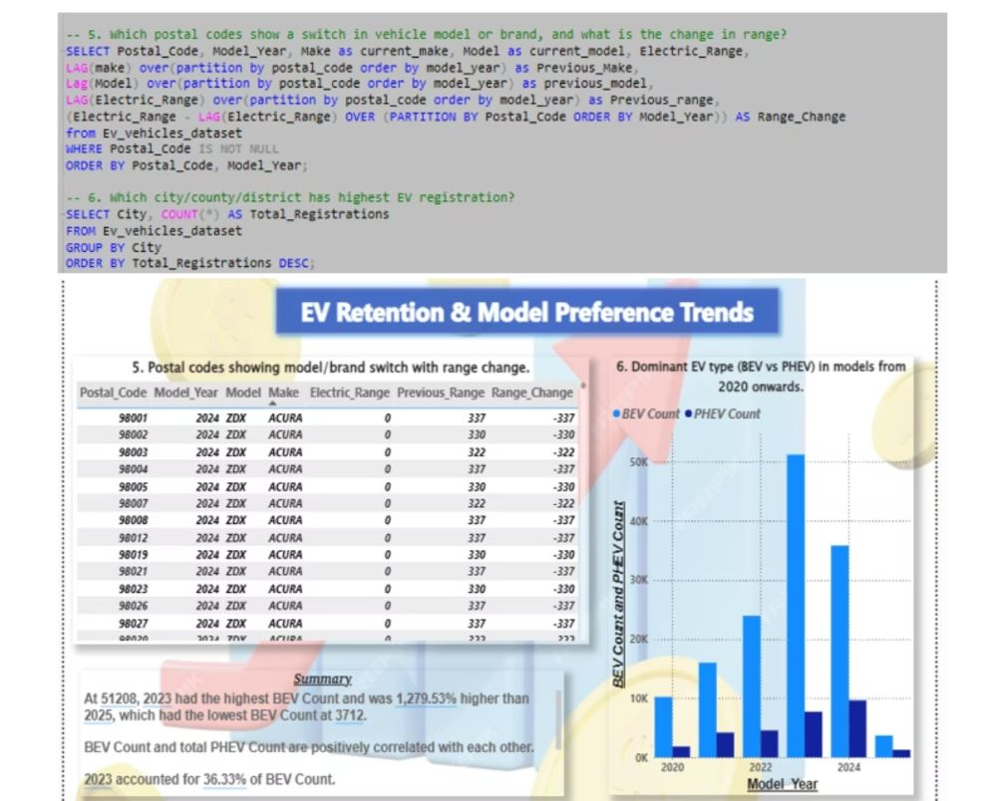 -- 5. Which postal codes show a switch in vehicle model or brand, and what is the change in range?
SELECT Postal_Code, Model_Year, Make as current_make, Model as current_model, Electric_Range,
LAG(make) over(partition by postal_code order by model_year) as Previous_Make,
Lag(Model) over(partition by postal_code order by model_year) as previous_model,
LAG(Electric_Range) over(partition by postal_code order by model_year) as Previous_range,
(Electric_Range - LAG(Electric_Range) OVER (PARTITION BY Postal_Code ORDER BY Model_Year)) AS Range_Change
from Ev_vehicles_dataset
WHERE Postal_Code IS NOT NULL
ORDER BY Postal_Code, Model_Year;
-- 6. Which city/county/district has highest EV registration?
SELECT City, COUNT(*) AS Total_Registrations
FROM Ev_vehicles_dataset
GROUP BY City
ORDER BY Total_Registrations DESC;
EV Retention & Model Preference Trends
5. Postal codes showing model/brand switch with range change.
Postal_Code Model_Year Model Make Electric_Range Previous_Range Range_Change
98001 2024 ZDX ACURA 0 337 -337
98002 2024 ZDX ACURA 0 330 -330
98003 2024 ZDX ACURA 0 322 -322
98004 2024 ZDX ACURA 0 337 -337
98005 2024 ZDX ACURA 0 330 -330
98007 2024 ZDX ACURA 0 322 -322
98008 2024 ZDX ACURA 0 337 -337
98012 2024 ZDX ACURA 0 337 -337
98019 2024 ZDX ACURA 0 330 -330
98021 2024 ZDX ACURA 0 337 -337
98023 2024 ZDX ACURA 0 330 -330
98026 2024 ZDX ACURA 0 337 -337
98027 2024 ZDX ACURA 0 337 -337
2024 ZDX ACURA 0
Summary
At 51208, 2023 had the highest BEV Count and was 1,279.53% higher than
2025, which had the lowest BEV Count at 3712.
BEV Count and total PHEV Count are positively correlated with each other.
2023 accounted for 36.33% of BEV Count.
6. Dominant EV type (BEV vs PHEV) in models from
2020 onwards.
BEV Count PHEV Count
BEV Count and PHEV Count
50K
40K
30K
20K
10K
0K
2020 2022 2024
Model_Year